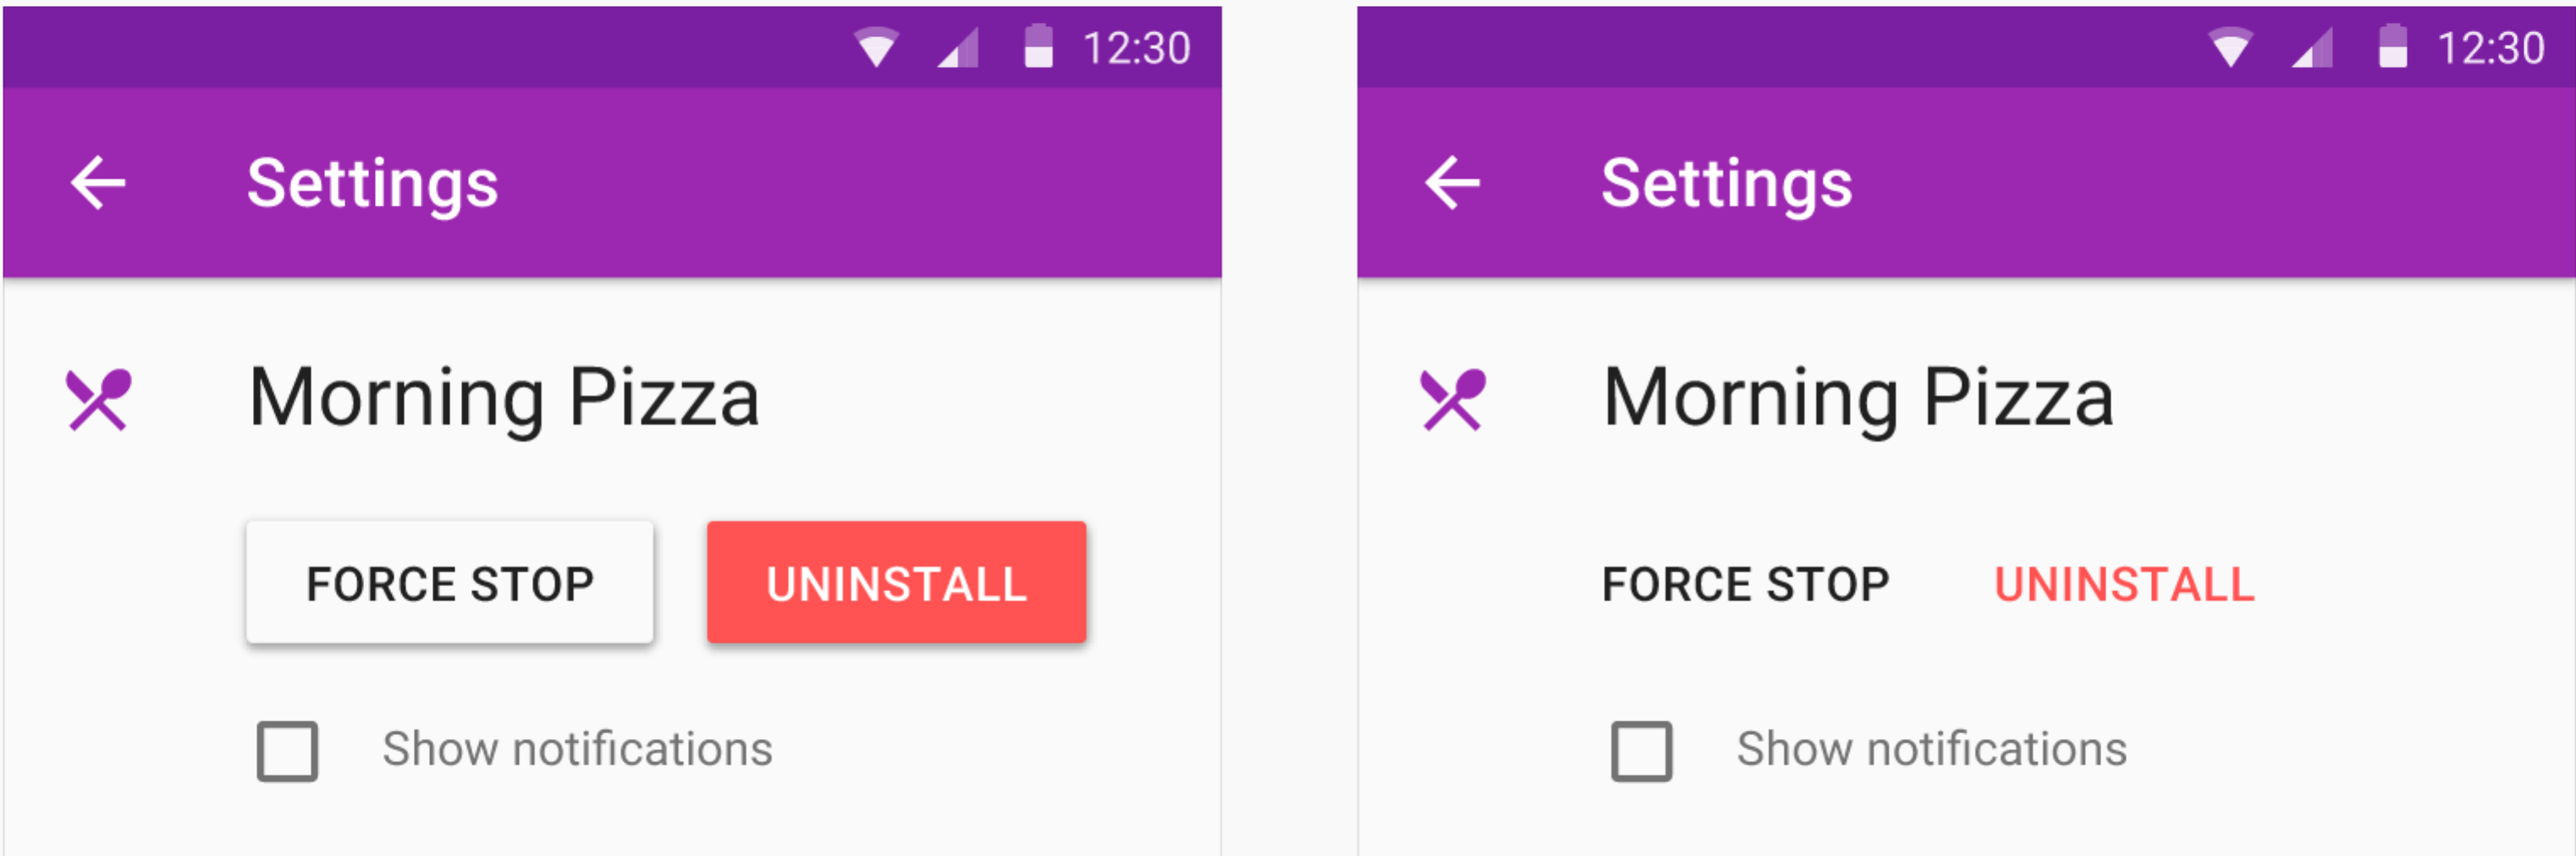 12:30
Settings
Morning Pizza
FORCE STOP UNINSTALL
Show notifications
12:30
Settings
Morning Pizza
FORCE STOP UNINSTALL
Show notifications